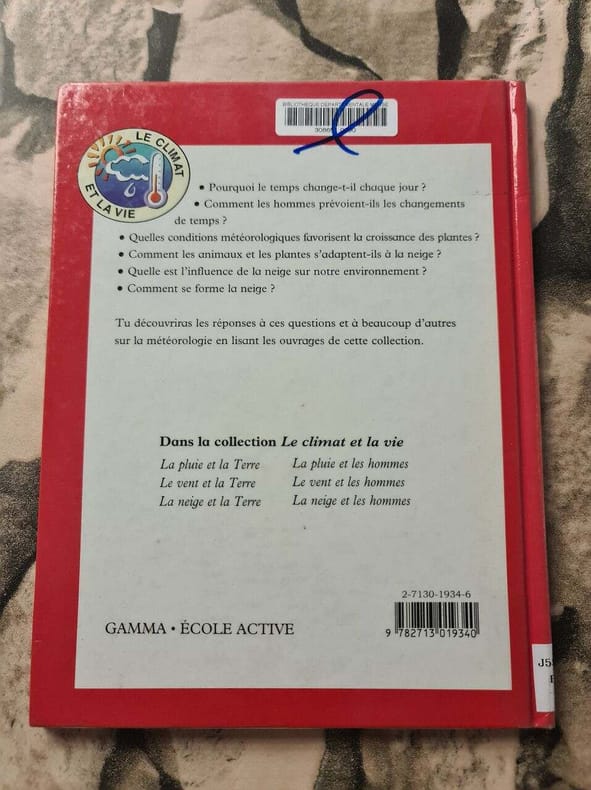 BIBLIOTHEQUE DEPARTEMENTALE
LE CLIMAT
ET LA VIE
• Pourquoi le temps change-t-il chaque jour ?
• Comment les hommes prévoient-ils les changements
de temps ?
• Quelles conditions météorologiques favorisent la croissance des plantes ?
• Comment les animaux et les plantes s'adaptent-ils à la neige ?
• Quelle est l'influence de la neige sur notre environnement ?
• Comment se forme la neige ?
Tu découvriras les réponses à ces questions et à beaucoup d'autres
sur la météorologie en lisant les ouvrages de cette collection.
Dans la collection Le climat et la vie
La pluie et la Terre La pluie et les hommes
Le vent et la Terre Le vent et les hommes
La neige et la Terre La neige et les hommes
2-7130-1934-6
GAMMA • ÉCOLE ACTIVE
9 782713 019340